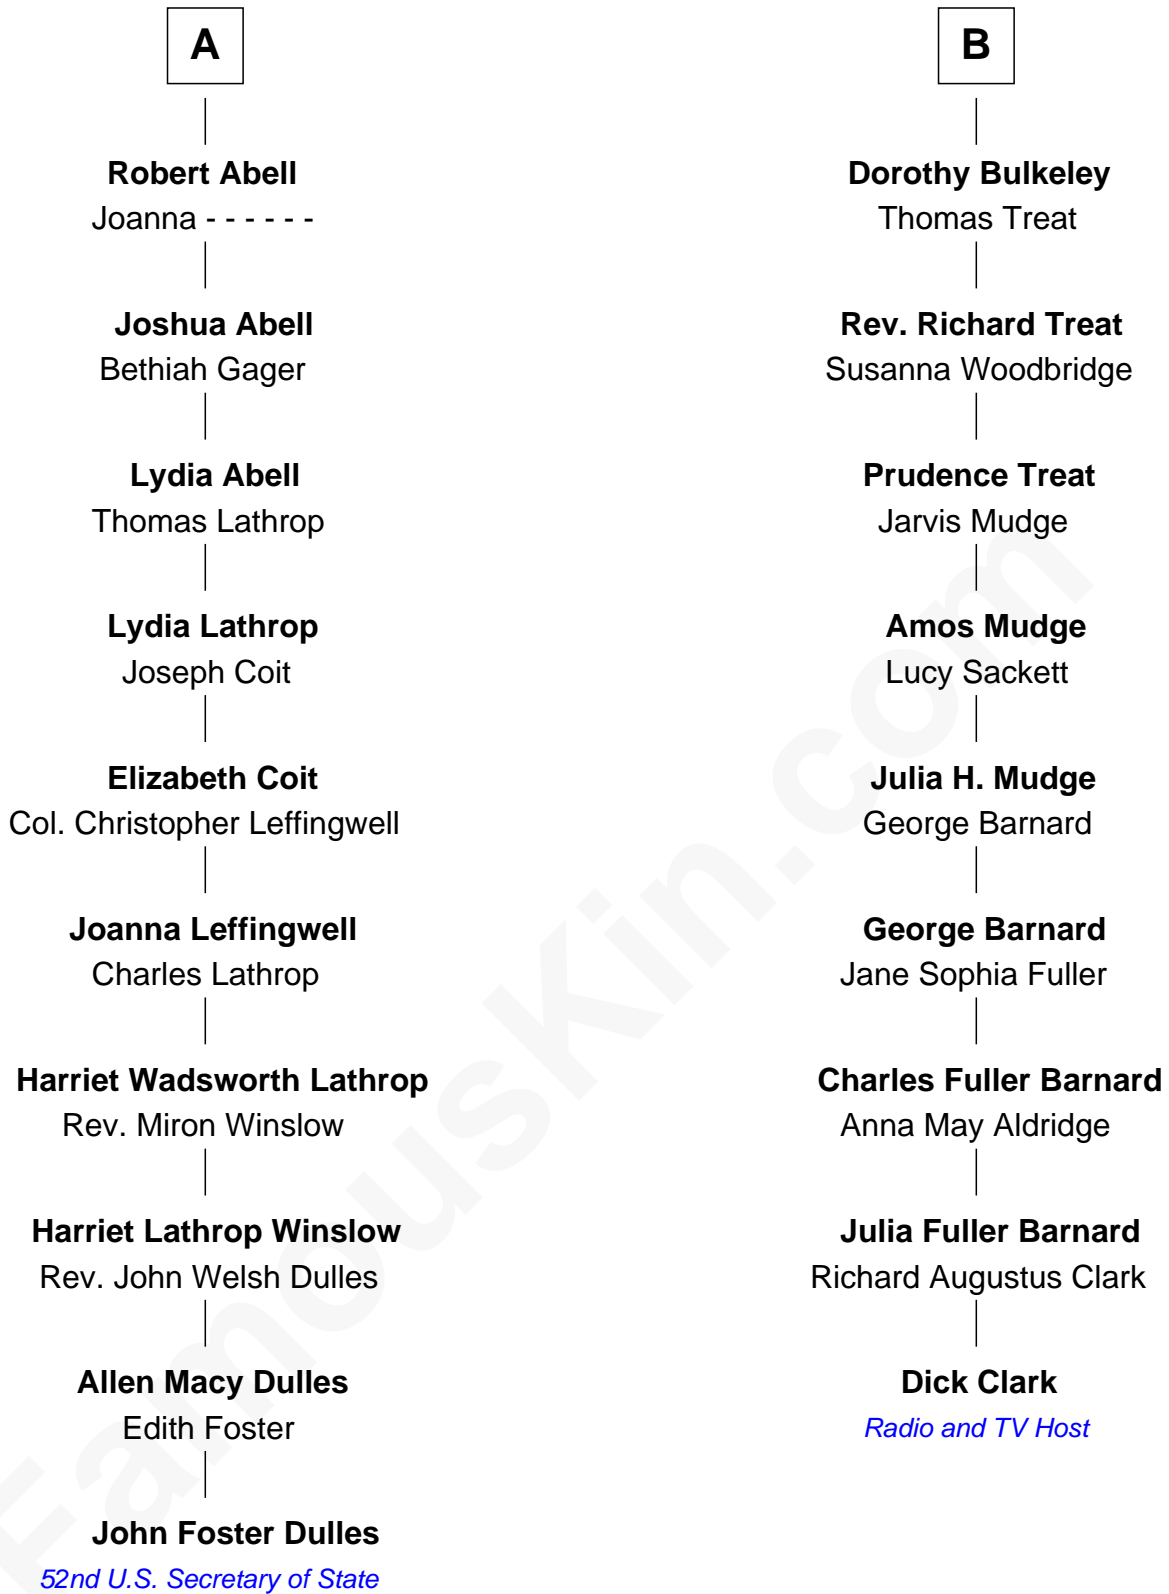 A
Robert Abell
Joanna - - - - - -
Joshua Abell
Bethiah Gager
Lydia Abell
Thomas Lathrop
Lydia Lathrop
Joseph Coit
Elizabeth Coit
Col. Christopher Leffingwell
Joanna Leffingwell
Charles Lathrop
Harriet Wadsworth Lathrop
Rev. Miron Winslow
Harriet Lathrop Winslow
Rev. John Welsh Dulles
Allen Macy Dulles
Edith Foster
John Foster Dulles
52nd U.S. Secretary of State
B
Dorothy Bulkeley
Thomas Treat
Rev. Richard Treat
Susanna Woodbridge
Prudence Treat
Jarvis Mudge
Amos Mudge
Lucy Sackett
Julia H. Mudge
George Barnard
George Barnard
Jane Sophia Fuller
Charles Fuller Barnard
Anna May Aldridge
Julia Fuller Barnard
Richard Augustus Clark
Dick Clark
Radio and TV Host
FamousKin.com